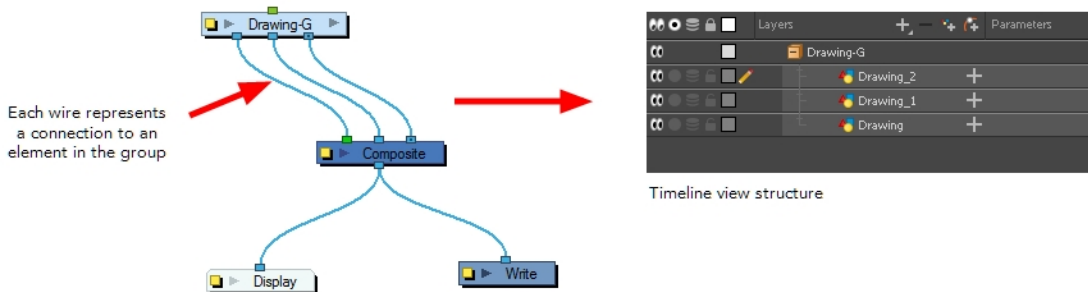 Drawing-G
Each wire represents
a connection to an
element in the group
Composite
Display
Write
Layers
Parameters
Drawing-G
Drawing_2
Drawing_1
Drawing
Timeline view structure